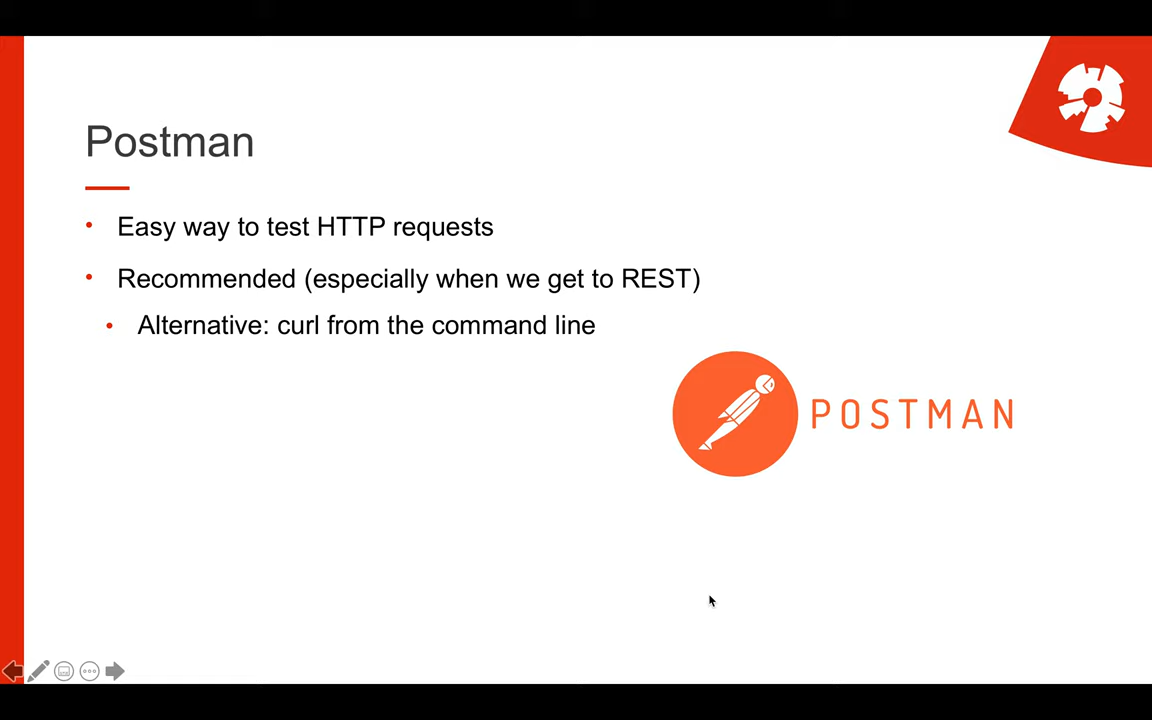 Postman
• Easy way to test HTTP requests
• Recommended (especially when we get to REST)
• Alternative: curl from the command line
POSTMAN